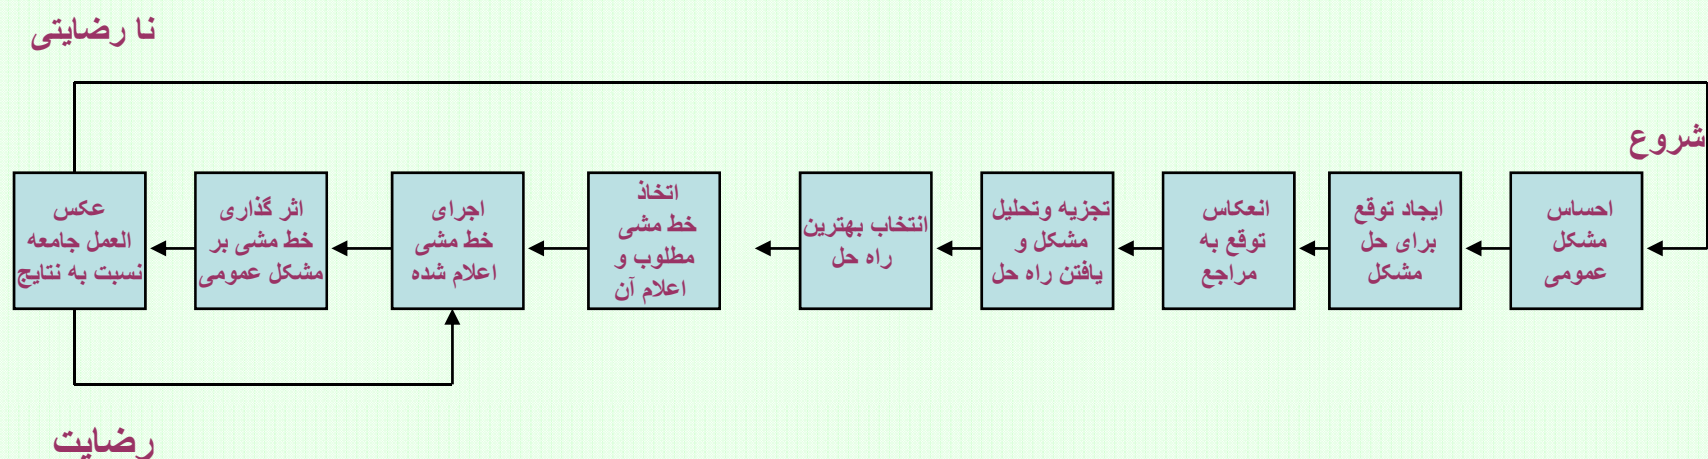 نا رضایتی
شروع
احساس
مشکل
عمومی
ایجاد توقع
برای حل
مشکل
انعکاس
توقع به
مراجع
تجزیه وتحلیل
مشکل و
یافتن راه حل
انتخاب بهترین
راه حل
اتخاذ
خط مشی
مطلوب و
اعلام آن
اجرای
خط مشی
اعلام شده
اثر گذاری
خط مشی بر
مشکل عمومی
عکس
العمل جامعه
نسبت به نتایج
رضایت